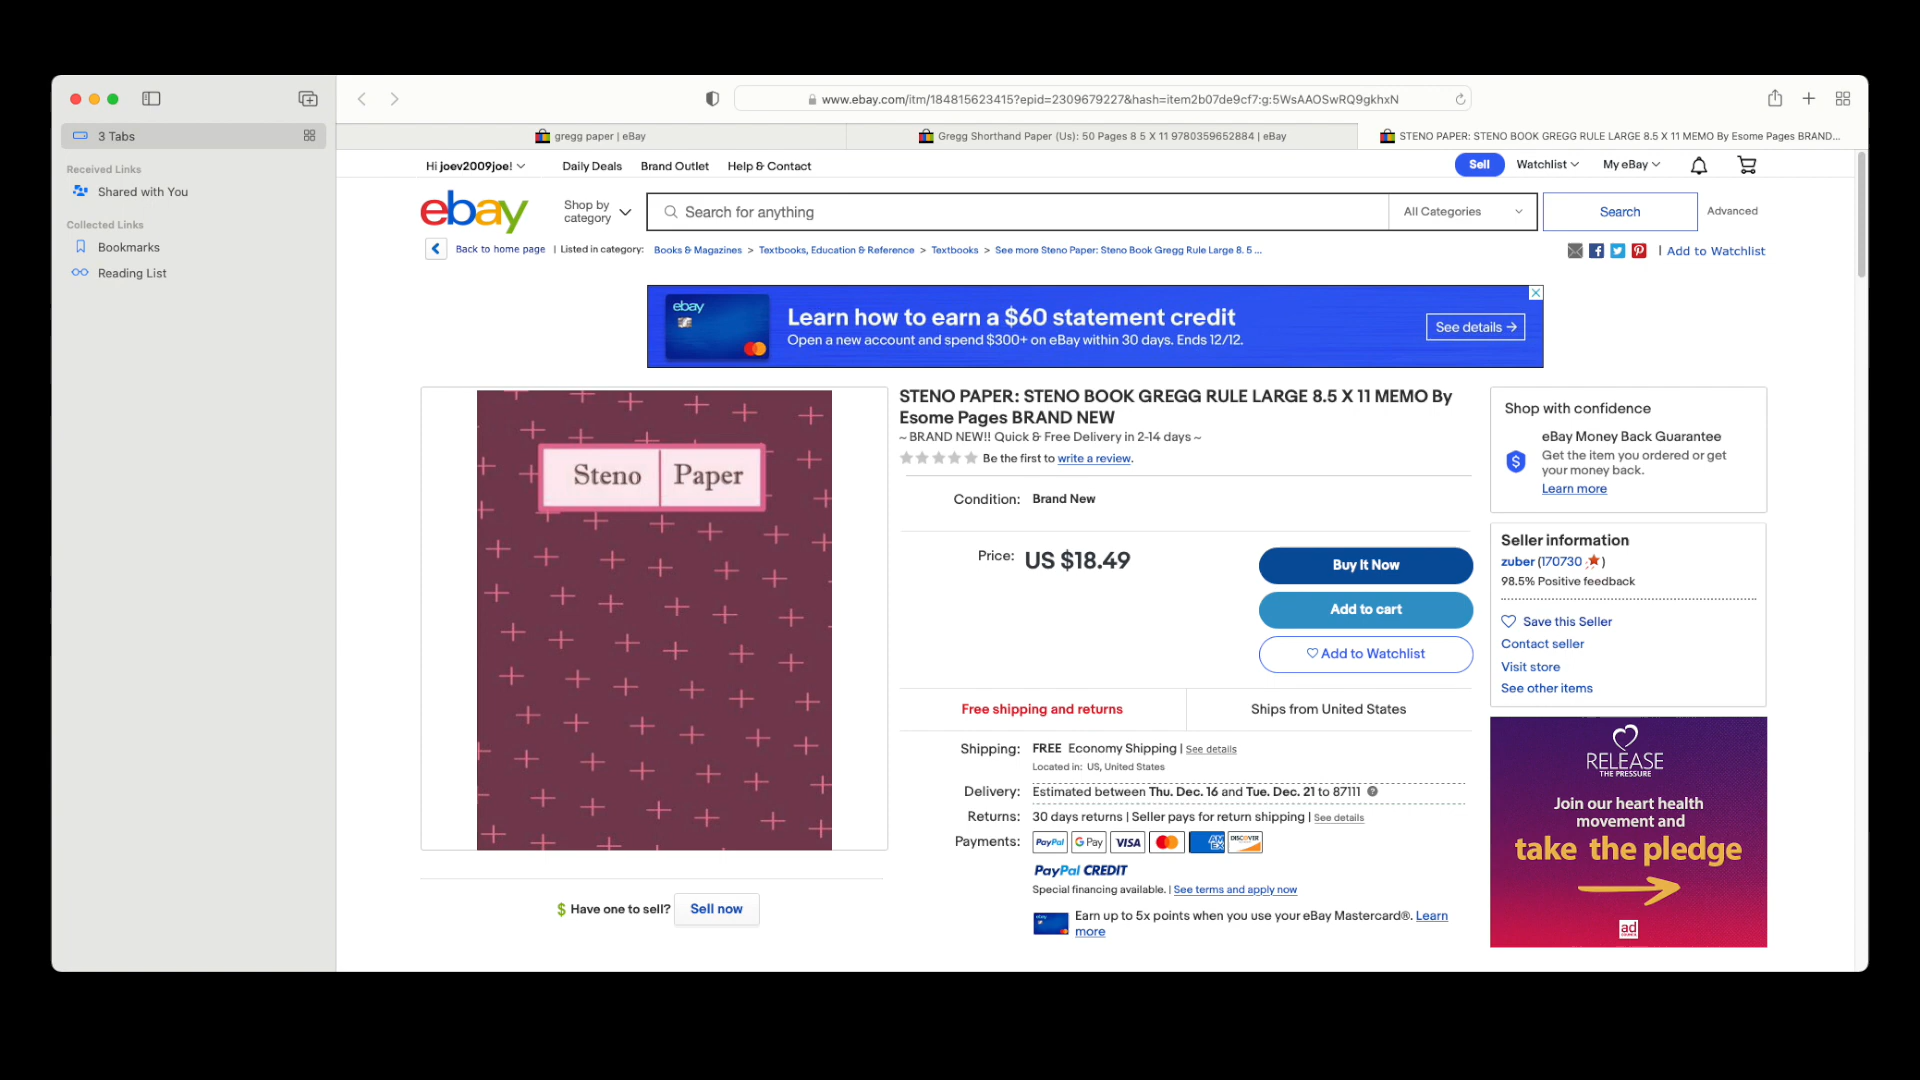 www.ebay.com/itm/184815623415?epid=2309679227&hash=item2b07de9cf7:g:5WsAAOSwRQ9gkhxN
3 Tabs
gregg paper | eBay
Gregg Shorthand Paper (Us): 50 Pages 8 5 X 11 9780359652884 | eBay
STENO PAPER: STENO BOOK GREGG RULE LARGE 8.5 X 11 MEMO By Esome Pages BRAND...
Received Links
Shared with You
Collected Links
Bookmarks
Reading List
Hi joev2009joe!
Daily Deals
Brand Outlet
Help & Contact
Sell
Watchlist
My eBay
ebay
Shop by
category
Search for anything
All Categories
Search
Advanced
Back to home page
| Listed in category:
Books & Magazines > Textbooks, Education & Reference > Textbooks > See more Steno Paper: Steno Book Gregg Rule Large 8. 5 ...
| Add to Watchlist
ebay
Learn how to earn a $60 statement credit
Open a new account and spend $300+ on eBay within 30 days. Ends 12/12.
See details →
Steno Paper
Have one to sell?
Sell now
STENO PAPER: STENO BOOK GREGG RULE LARGE 8.5 X 11 MEMO By
Esome Pages BRAND NEW
~ BRAND NEW!! Quick & Free Delivery in 2-14 days ~
Be the first to write a review.
Condition: Brand New
Price: US $18.49
Buy It Now
Add to cart
Add to Watchlist
Free shipping and returns
Ships from United States
Shipping: FREE Economy Shipping | See details
Located in: US, United States
Delivery: Estimated between Thu. Dec. 16 and Tue. Dec. 21 to 87111
Returns: 30 days returns | Seller pays for return shipping | See details
Payments: PayPal G Pay VISA AMEX DISCOVER
PayPal CREDIT
Special financing available. | See terms and apply now
Earn up to 5x points when you use your eBay Mastercard®. Learn
more
Shop with confidence
eBay Money Back Guarantee
Get the item you ordered or get
your money back.
Learn more
Seller information
zuber (170730)
98.5% Positive feedback
Save this Seller
Contact seller
Visit store
See other items
RELEASE
THE PRESSURE
Join our heart health
movement and
take the pledge
ad